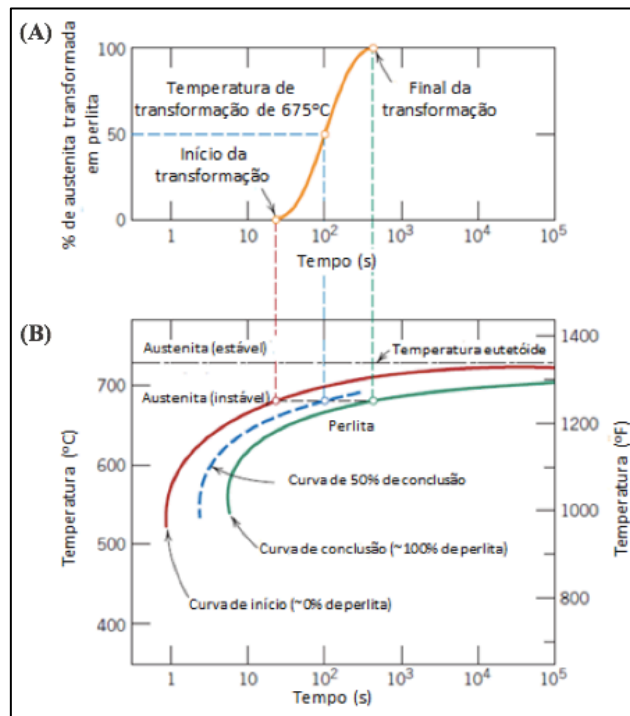 (A)
% de austenita transformada
em perlita
100
50
0
Temperatura de
transformação de 675°C
Início da
transformação
Final da
transformação
1
10
10²
10³
10⁴
10⁵
Tempo (s)
(B)
Temperatura (°C)
700
600
500
400
Austenita (estável)
Temperatura eutetóide
Austenita (instável)
Perlita
Curva de 50% de conclusão
Curva de conclusão (~100% de perlita)
Curva de início (~0% de perlita)
1400
1200
1000
800
Temperatura (°F)
1
10
10²
10³
10⁴
10⁵
Tempo (s)